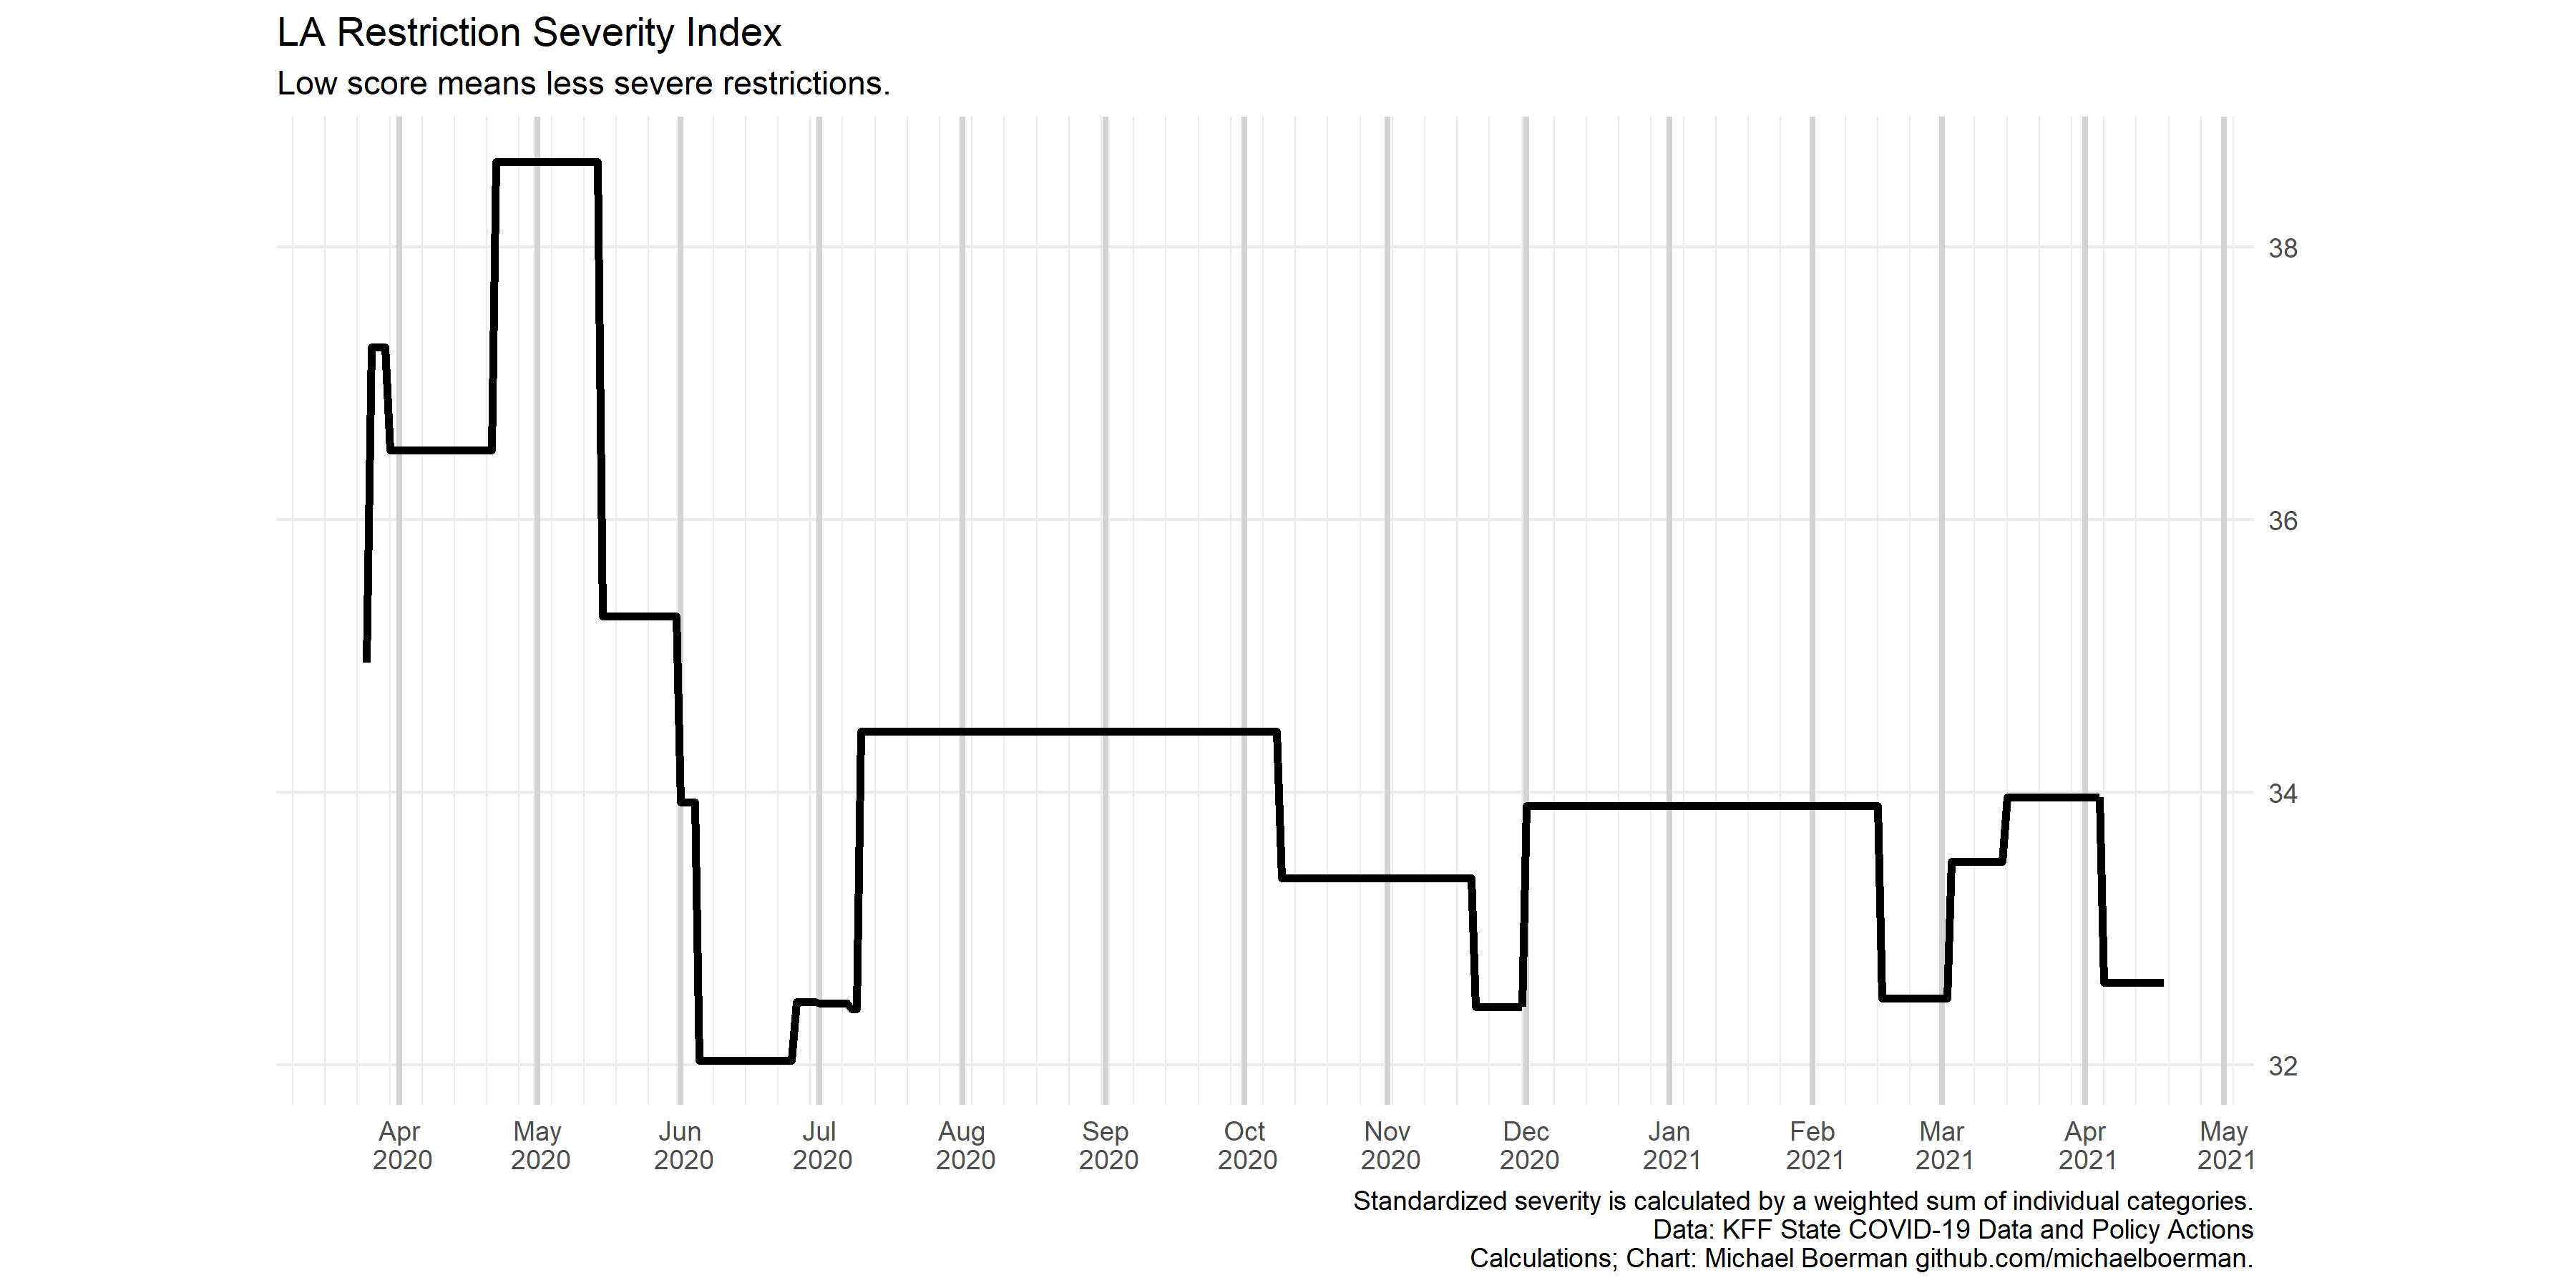 LA Restriction Severity Index
Low score means less severe restrictions.
38
36
34
32
Apr May Jun Jul Aug Sep Oct Nov Dec Jan Feb Mar Apr May
2020 2020 2020 2020 2020 2020 2020 2020 2020 2021 2021 2021 2021 2021
Standardized severity is calculated by a weighted sum of individual categories.
Data: KFF State COVID-19 Data and Policy Actions
Calculations; Chart: Michael Boerman github.com/michaelboerman.